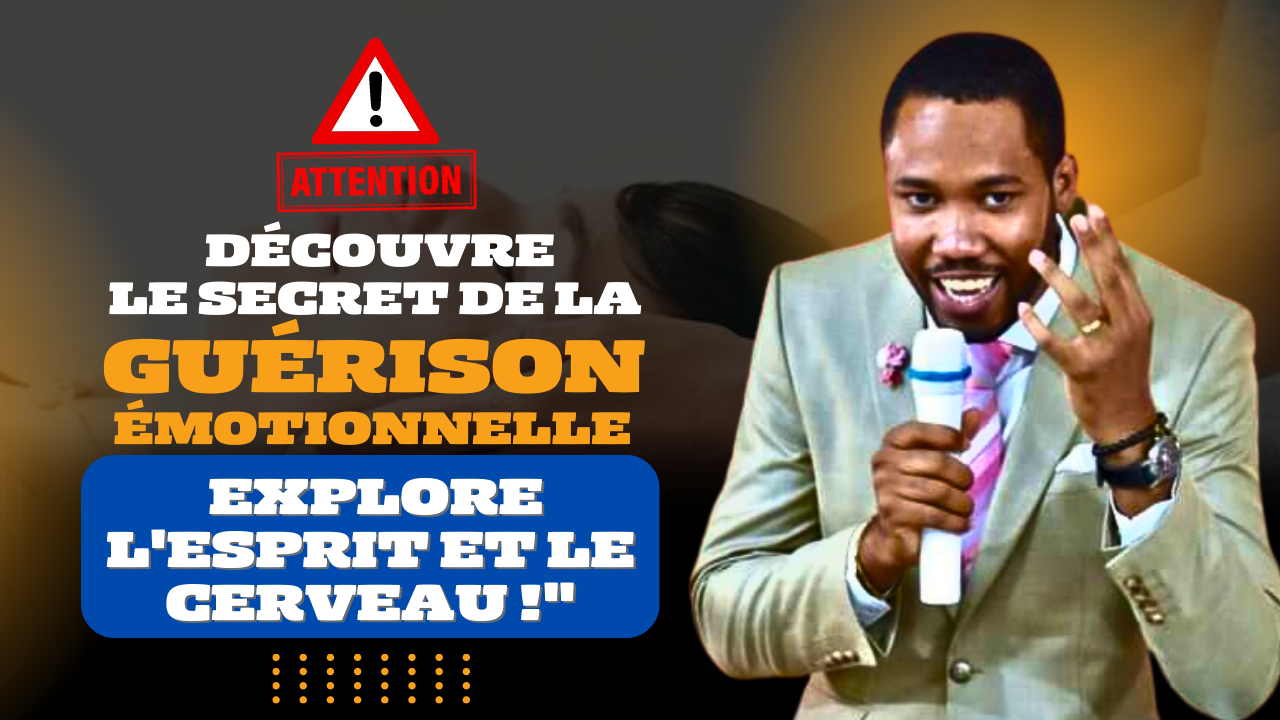 ATTENTION
DÉCOUVRE
LE SECRET DE LA
GUÉRISON
ÉMOTIONNELLE
EXPLORE
L'ESPRIT ET LE
CERVEAU !"